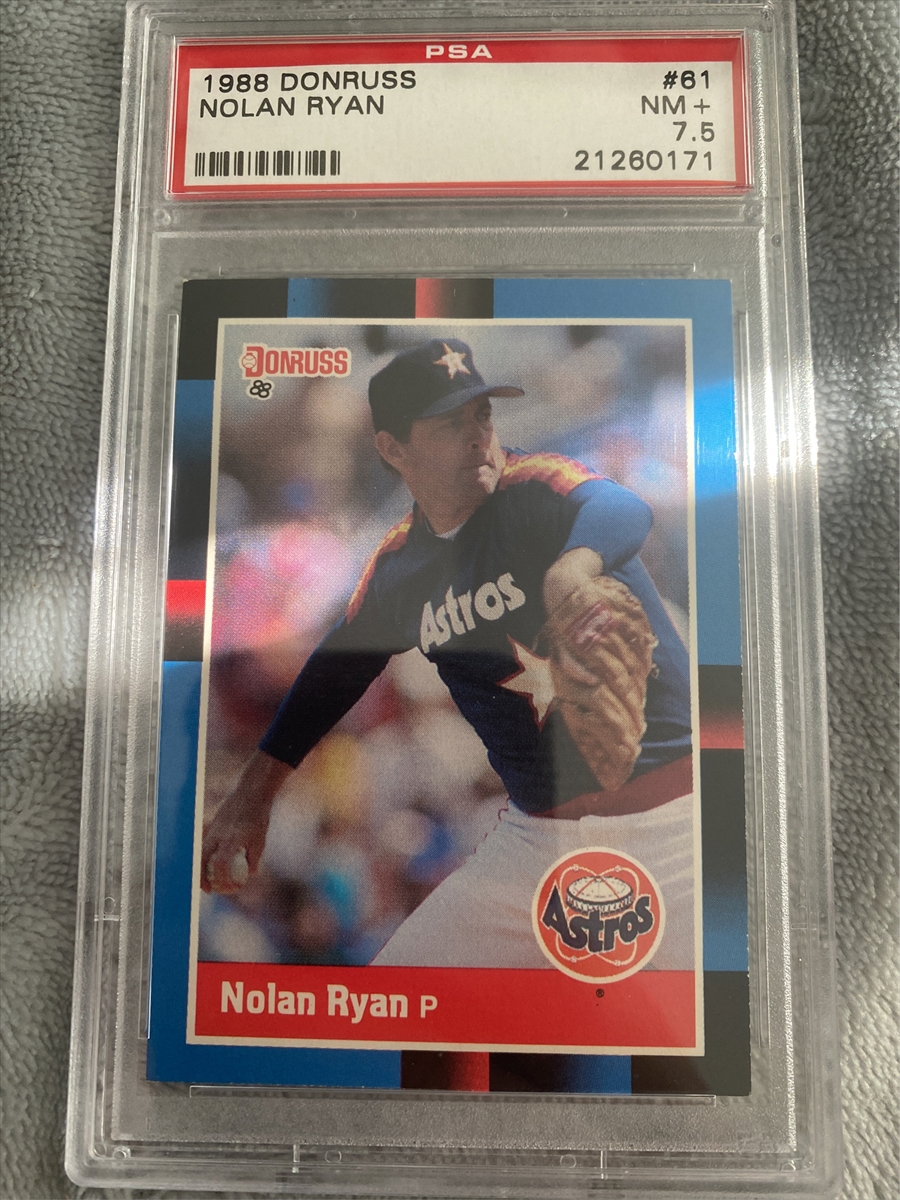 PSA
1988 DONRUSS #61
NOLAN RYAN NM+
7.5
21260171
DONRUSS
88
Astros
Astros
®
Nolan Ryan P